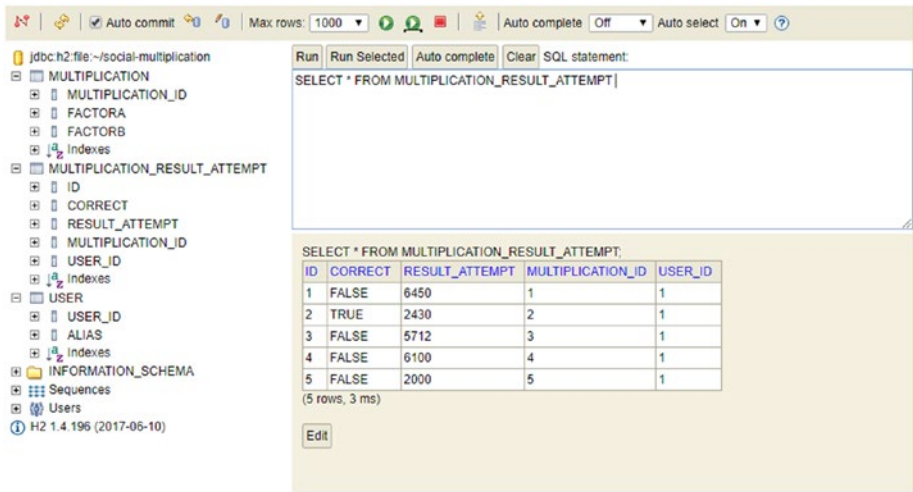 Auto commit Max rows: 1000 Auto complete Off Auto select On
jdbc:h2:file:~/social-multiplication
MULTIPLICATION
MULTIPLICATION_ID
FACTORA
FACTORB
Indexes
MULTIPLICATION_RESULT_ATTEMPT
ID
CORRECT
RESULT_ATTEMPT
MULTIPLICATION_ID
USER_ID
Indexes
USER
USER_ID
ALIAS
Indexes
INFORMATION_SCHEMA
Sequences
Users
H2 1.4.196 (2017-06-10)
Run Run Selected Auto complete Clear SQL statement:
SELECT * FROM MULTIPLICATION_RESULT_ATTEMPT
SELECT * FROM MULTIPLICATION_RESULT_ATTEMPT;
ID CORRECT RESULT_ATTEMPT MULTIPLICATION_ID USER_ID
1 FALSE 6450 1 1
2 TRUE 2430 2 1
3 FALSE 5712 3 1
4 FALSE 6100 4 1
5 FALSE 2000 5 1
(5 rows, 3 ms)
Edit